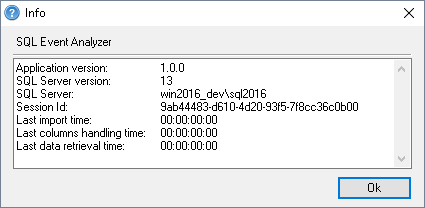 Info
SQL Event Analyzer
Application version: 1.0.0
SQL Server version: 13
SQL Server: win2016_dev\sql2016
Session Id: 9ab44483-d610-4d20-93f5-7f8cc36c0b00
Last import time: 00:00:00:00
Last columns handling time: 00:00:00:00
Last data retrieval time: 00:00:00:00
Ok